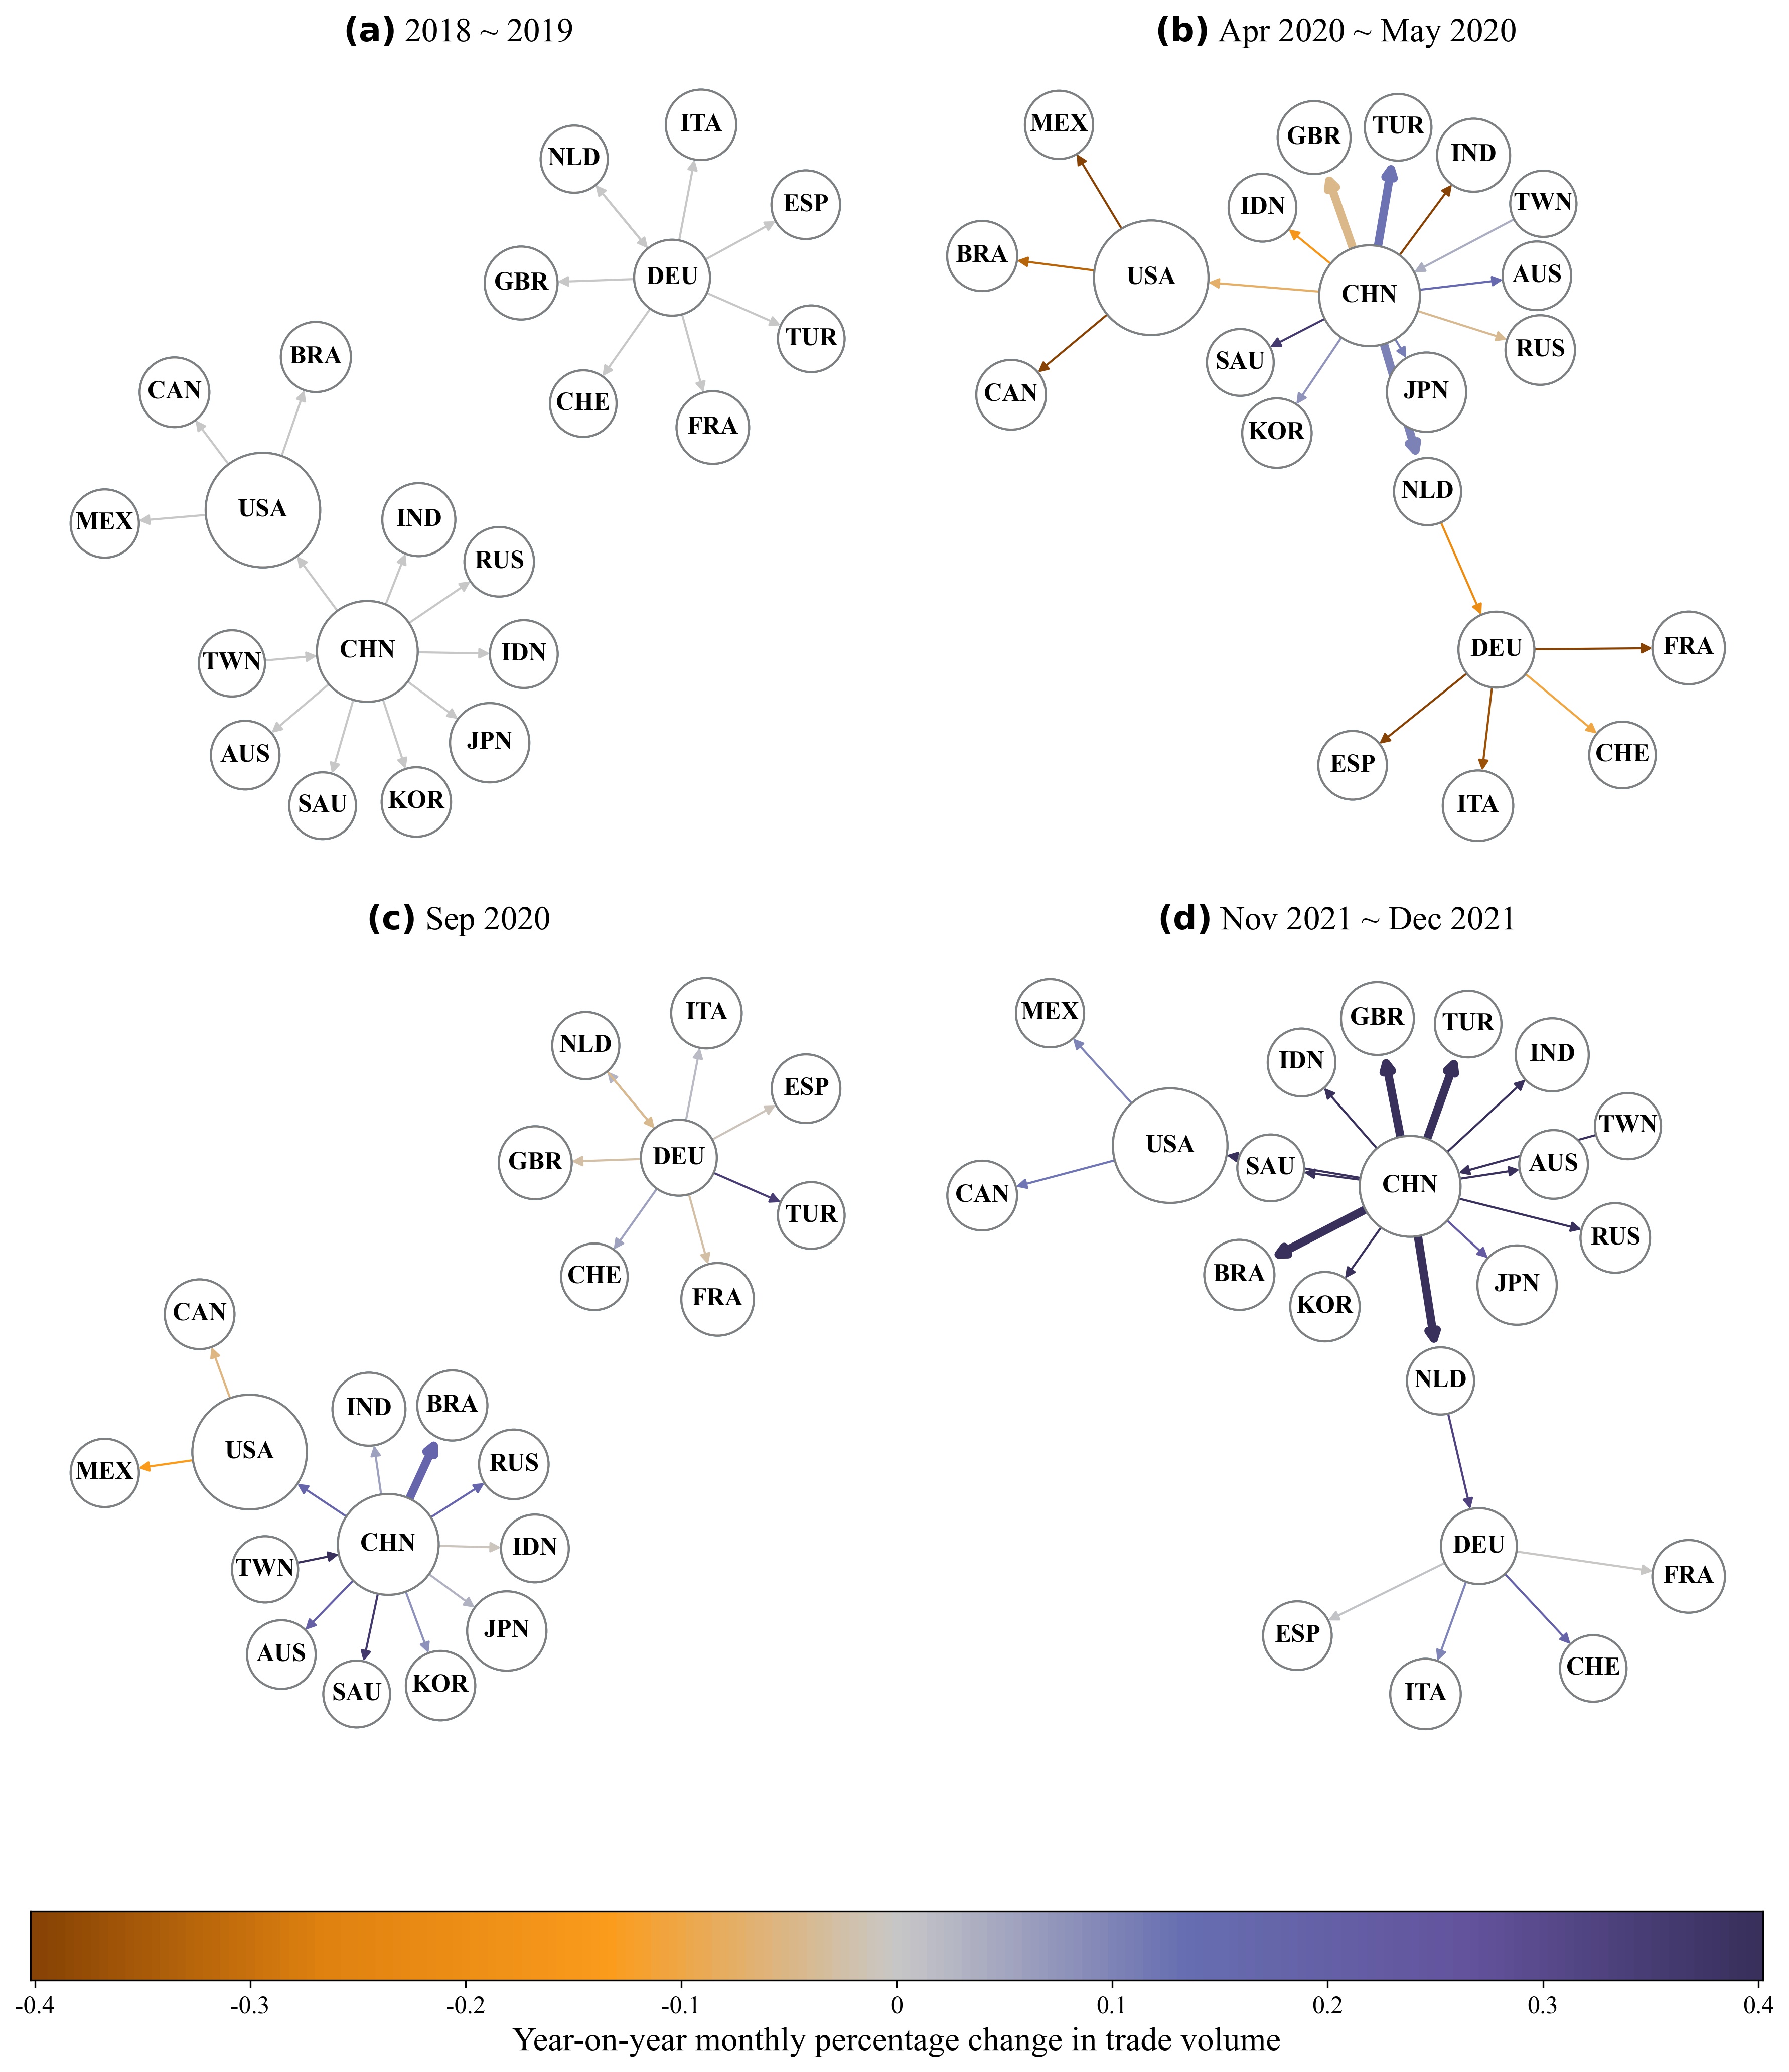 (a) 2018 ~ 2019
ITA
NLD
ESP
GBR
DEU
TUR
CHE
FRA
BRA
CAN
USA
MEX
IND
RUS
TWN
CHN
IDN
AUS
JPN
SAU
KOR
(b) Apr 2020 ~ May 2020
MEX
GBR
TUR
IND
IDN
TWN
BRA
USA
CHN
AUS
SAU
RUS
CAN
JPN
KOR
NLD
DEU
FRA
ESP
CHE
ITA
(c) Sep 2020
ITA
NLD
ESP
GBR
DEU
TUR
CHE
FRA
CAN
IND
BRA
USA
RUS
MEX
CHN
TWN
IDN
AUS
JPN
SAU
KOR
(d) Nov 2021 ~ Dec 2021
MEX
GBR
TUR
IDN
IND
TWN
USA
SAU
AUS
CAN
CHN
RUS
BRA
KOR
JPN
NLD
DEU
FRA
ESP
CHE
ITA
-0.4 -0.3 -0.2 -0.1 0 0.1 0.2 0.3 0.4
Year-on-year monthly percentage change in trade volume